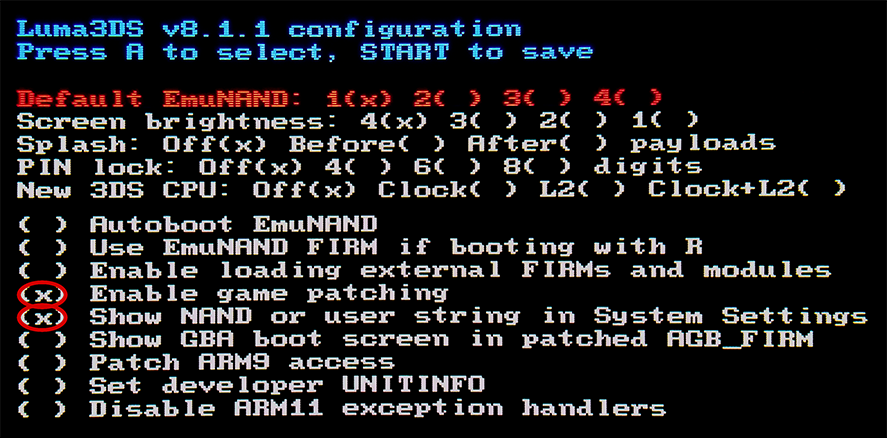 Luma3DS v8.1.1 configuration
Press A to select, START to save
Default EmuNAND: 1(x) 2( ) 3( ) 4( )
Screen brightness: 4(x) 3( ) 2( ) 1( )
Splash: Off(x) Before( ) After( ) payloads
PIN lock: Off(x) 4( ) 6( ) 8( ) digits
New 3DS CPU: Off(x) Clock( ) L2( ) Clock+L2( )
( ) Autoboot EmuNAND
( ) Use EmuNAND FIRM if booting with R
( ) Enable loading external FIRMs and modules
(x) Enable game patching
(x) Show NAND or user string in System Settings
( ) Show GBA boot screen in patched AGB_FIRM
( ) Patch ARM9 access
( ) Set developer UNITINFO
( ) Disable ARM11 exception handlers